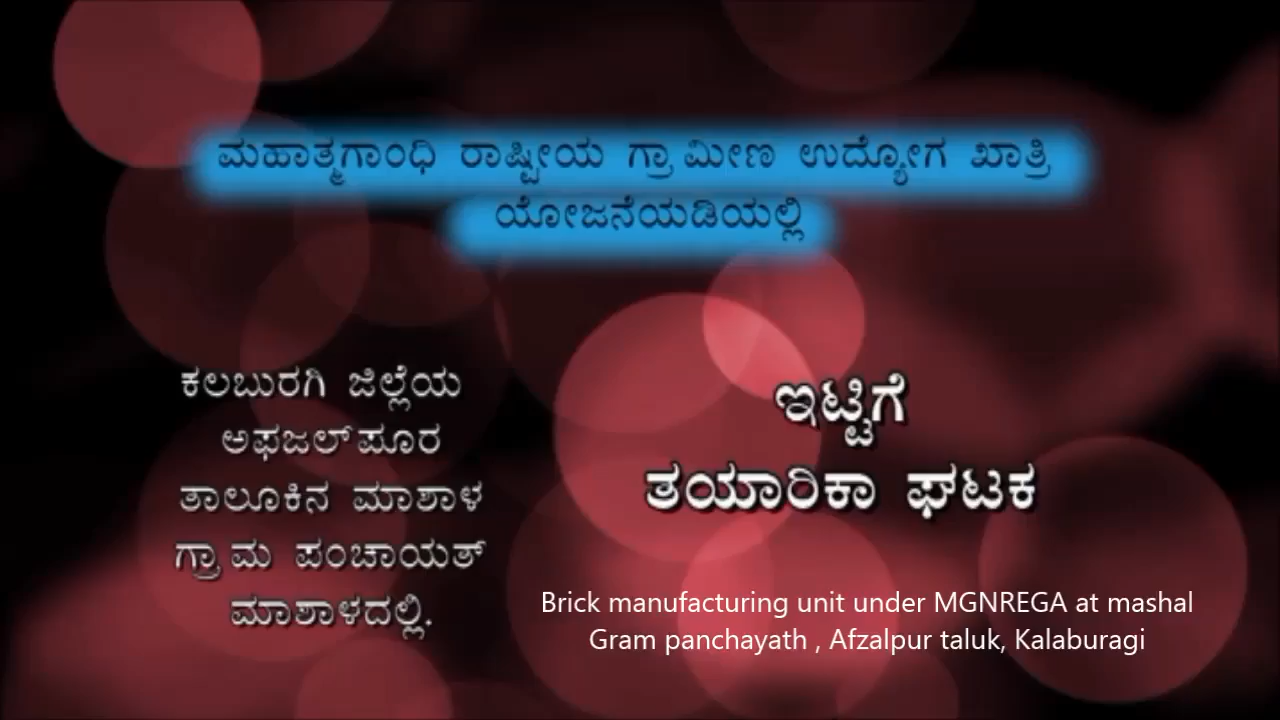 ಮಹಾತ್ಮಗಾಂಧಿ ರಾಷ್ಟೀಯ ಗ್ರಾಮೀಣ ಉದ್ಯೋಗ ಖಾತ್ರಿ
ಯೋಜನೆಯಡಿಯಲ್ಲಿ
ಕಲಬುರಗಿ ಜಿಲ್ಲೆಯ
ಅಫಜಲ್‌ಪೂರ
ತಾಲೂಕಿನ ಮಾಶಾಳ
ಗ್ರಾಮ ಪಂಚಾಯತ್
ಮಾಶಾಳದಲ್ಲಿ.
ಇಟ್ಟಿಗೆ
ತಯಾರಿಕಾ ಘಟಕ
Brick manufacturing unit under MGNREGA at mashal
Gram panchayath , Afzalpur taluk, Kalaburagi